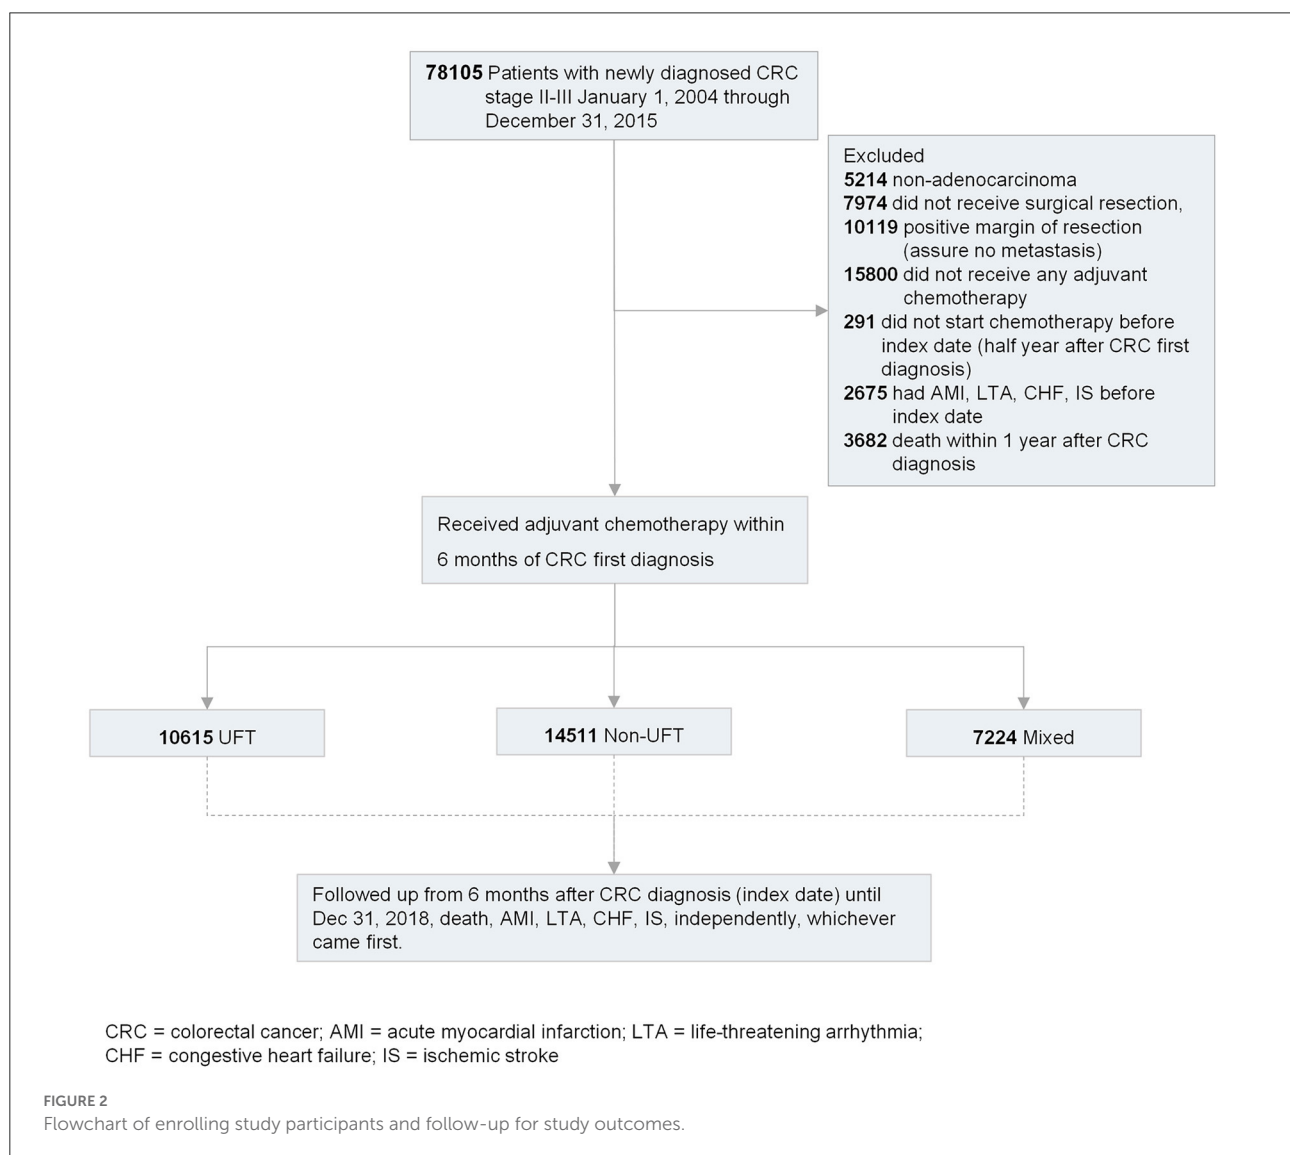 78105 Patients with newly diagnosed CRC
stage II-III January 1, 2004 through
December 31, 2015
Excluded
5214 non-adenocarcinoma
7974 did not receive surgical resection,
10119 positive margin of resection
(assure no metastasis)
15800 did not receive any adjuvant
chemotherapy
291 did not start chemotherapy before
index date (half year after CRC first
diagnosis)
2675 had AMI, LTA, CHF, IS before
index date
3682 death within 1 year after CRC
diagnosis
Received adjuvant chemotherapy within
6 months of CRC first diagnosis
10615 UFT
14511 Non-UFT
7224 Mixed
Followed up from 6 months after CRC diagnosis (index date) until
Dec 31, 2018, death, AMI, LTA, CHF, IS, independently, whichever
came first.
CRC = colorectal cancer; AMI = acute myocardial infarction; LTA = life-threatening arrhythmia;
CHF = congestive heart failure; IS = ischemic stroke
FIGURE 2
Flowchart of enrolling study participants and follow-up for study outcomes.